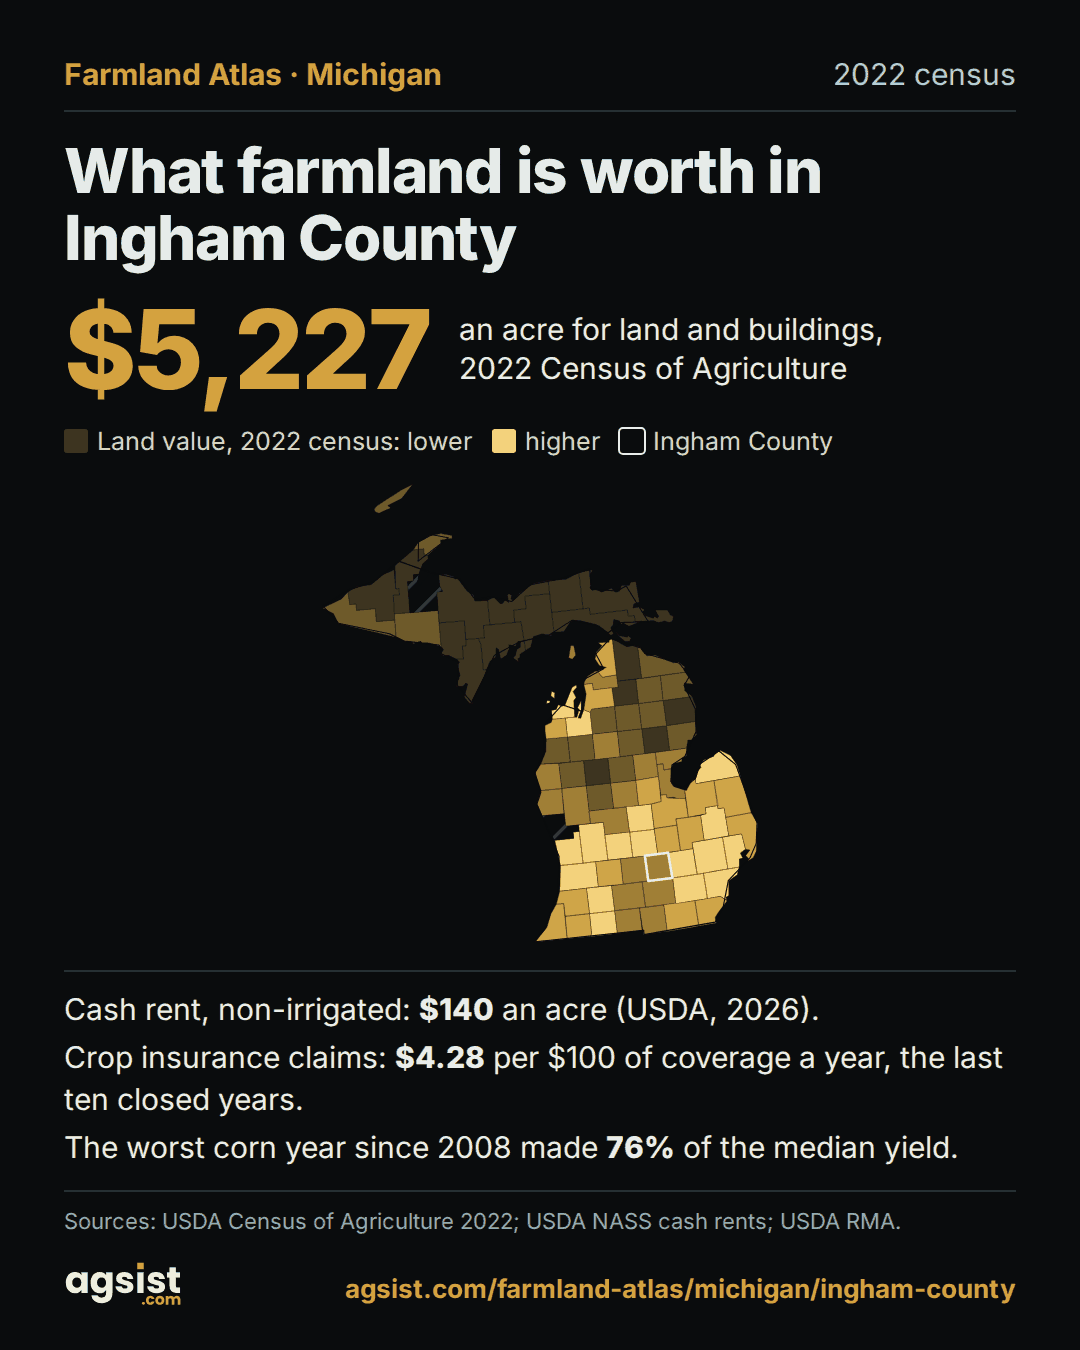 Farmland Atlas · Michigan
2022 census
What farmland is worth in
Ingham County
$5,227
an acre for land and buildings,
2022 Census of Agriculture
Land value, 2022 census: lower
higher
Ingham County
Cash rent, non-irrigated: $140 an acre (USDA, 2026).
Crop insurance claims: $4.28 per $100 of coverage a year, the last
ten closed years.
The worst corn year since 2008 made 76% of the median yield.
Sources: USDA Census of Agriculture 2022; USDA NASS cash rents; USDA RMA.
agsist
.com
agsist.com/farmland-atlas/michigan/ingham-county